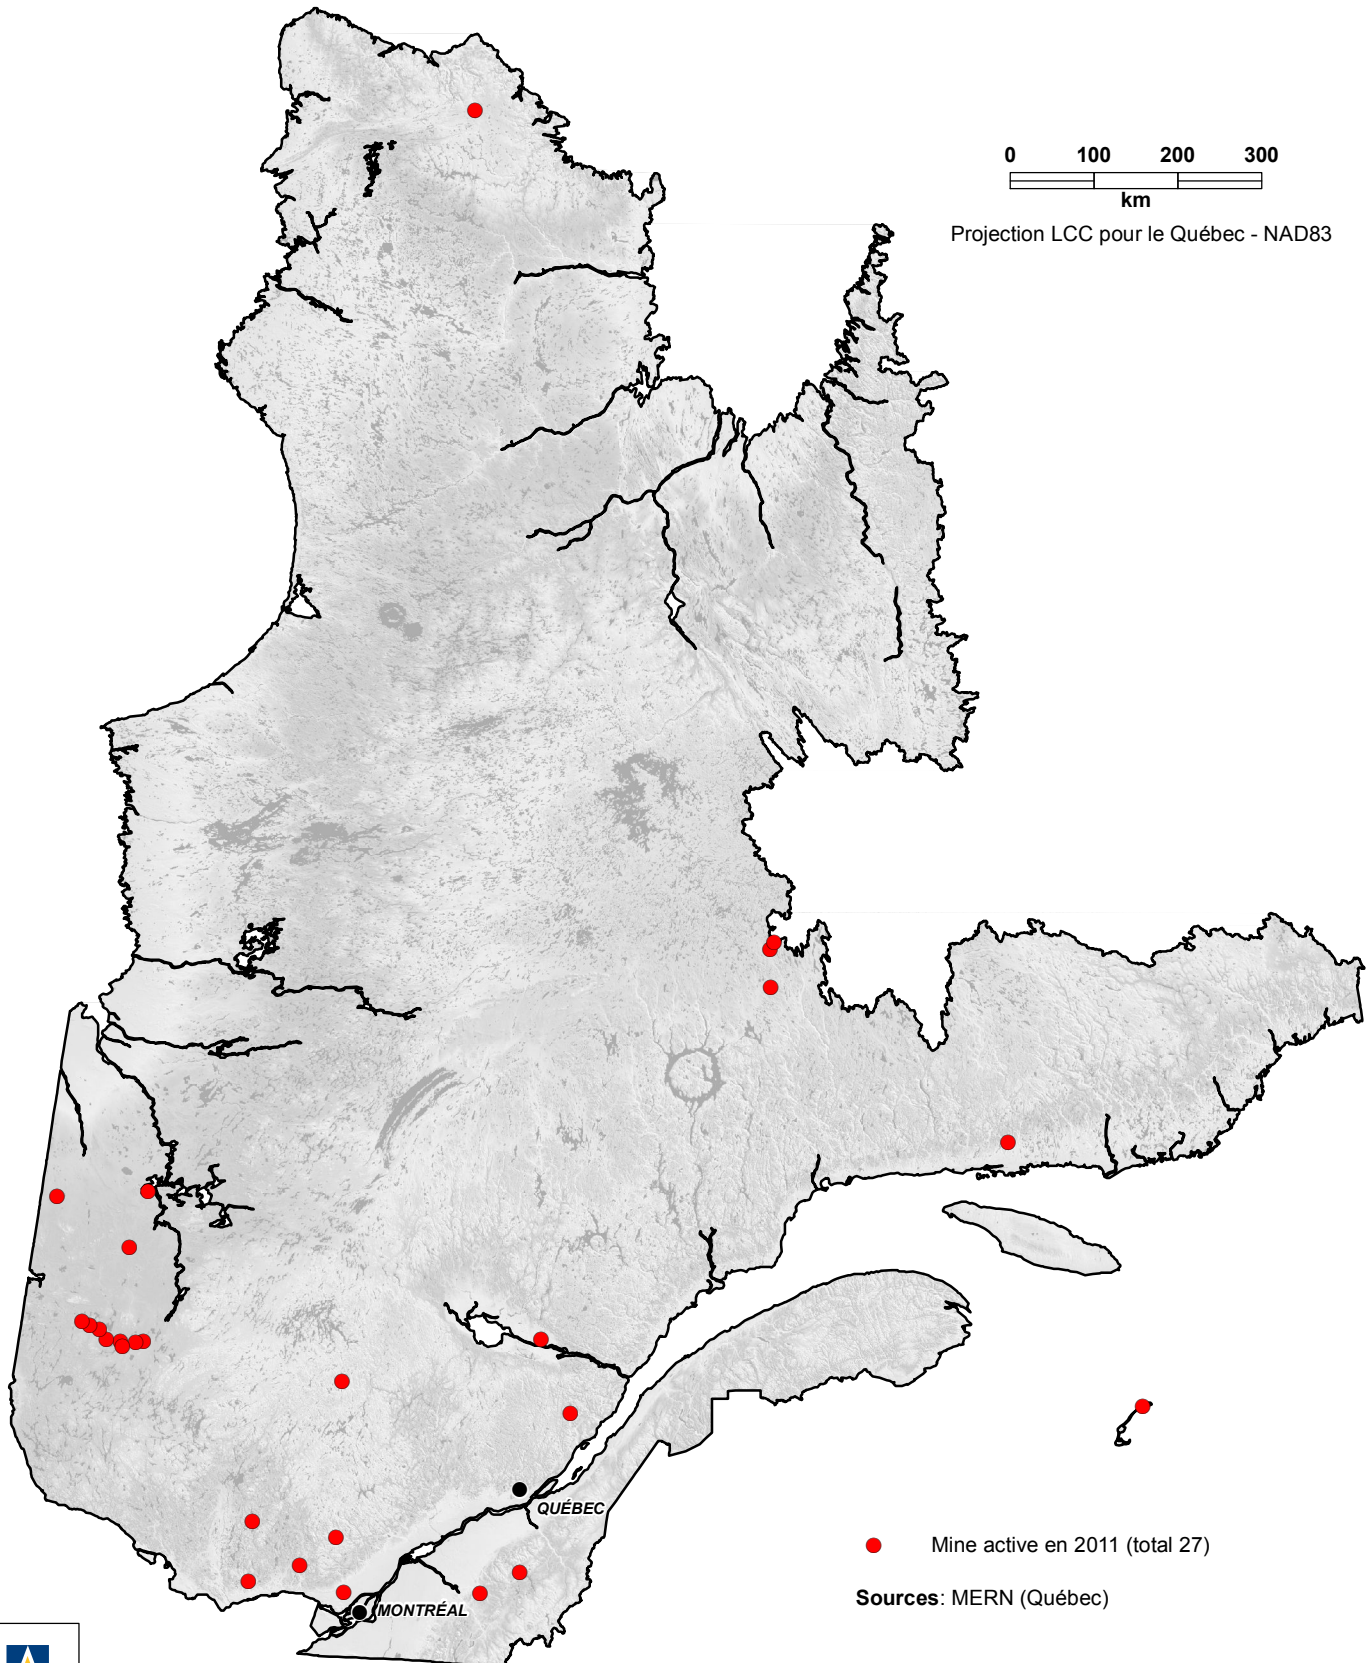 0 100 200 300
km
Projection LCC pour le Québec - NAD83
QUÉBEC
MONTRÉAL
Mine active en 2011 (total 27)
Sources: MERN (Québec)